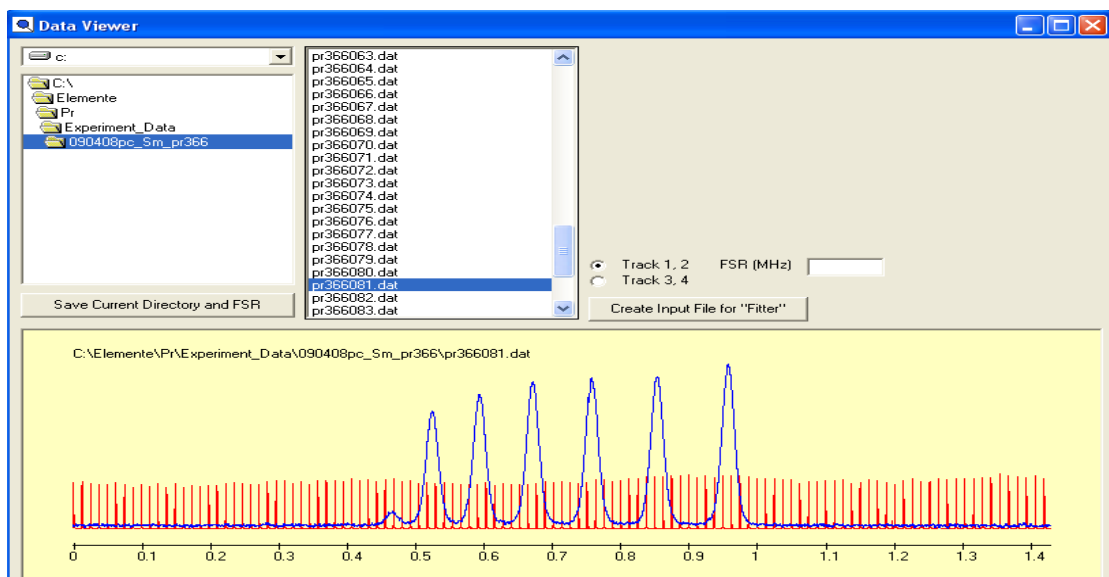 Data Viewer
c:
C:\
Elemente
Pr
Experiment_Data
090408pc_Sm_pr366
Save Current Directory and FSR
pr366063.dat
pr366064.dat
pr366065.dat
pr366066.dat
pr366067.dat
pr366068.dat
pr366069.dat
pr366070.dat
pr366071.dat
pr366072.dat
pr366073.dat
pr366074.dat
pr366075.dat
pr366076.dat
pr366077.dat
pr366078.dat
pr366079.dat
pr366080.dat
pr366081.dat
pr366082.dat
pr366083.dat
Track 1, 2 FSR (MHz)
Track 3, 4
Create Input File for "Fitter"
C:\Elemente\Pr\Experiment_Data\090408pc_Sm_pr366\pr366081.dat
0 0.1 0.2 0.3 0.4 0.5 0.6 0.7 0.8 0.9 1 1.1 1.2 1.3 1.4